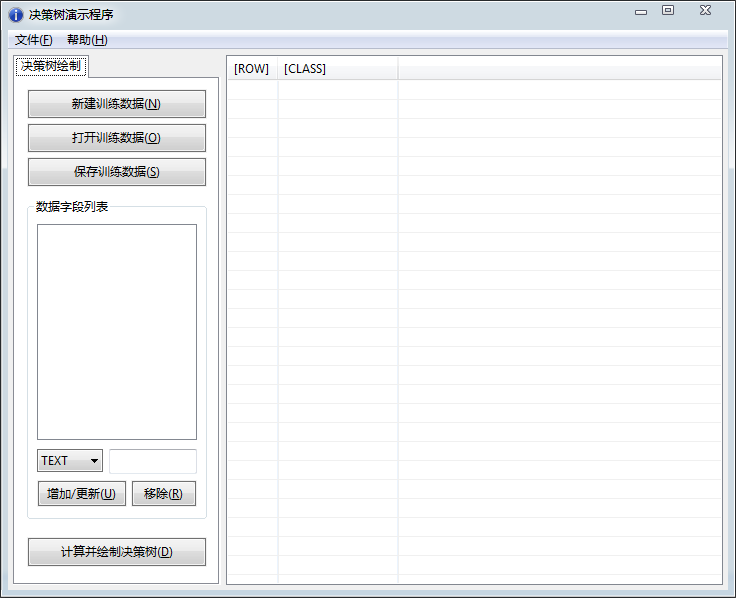 决策树演示程序
文件(F) 帮助(H)
决策树绘制
新建训练数据(N)
打开训练数据(O)
保存训练数据(S)
数据字段列表
TEXT
增加/更新(U) 移除(R)
计算并绘制决策树(D)
[ROW] [CLASS]